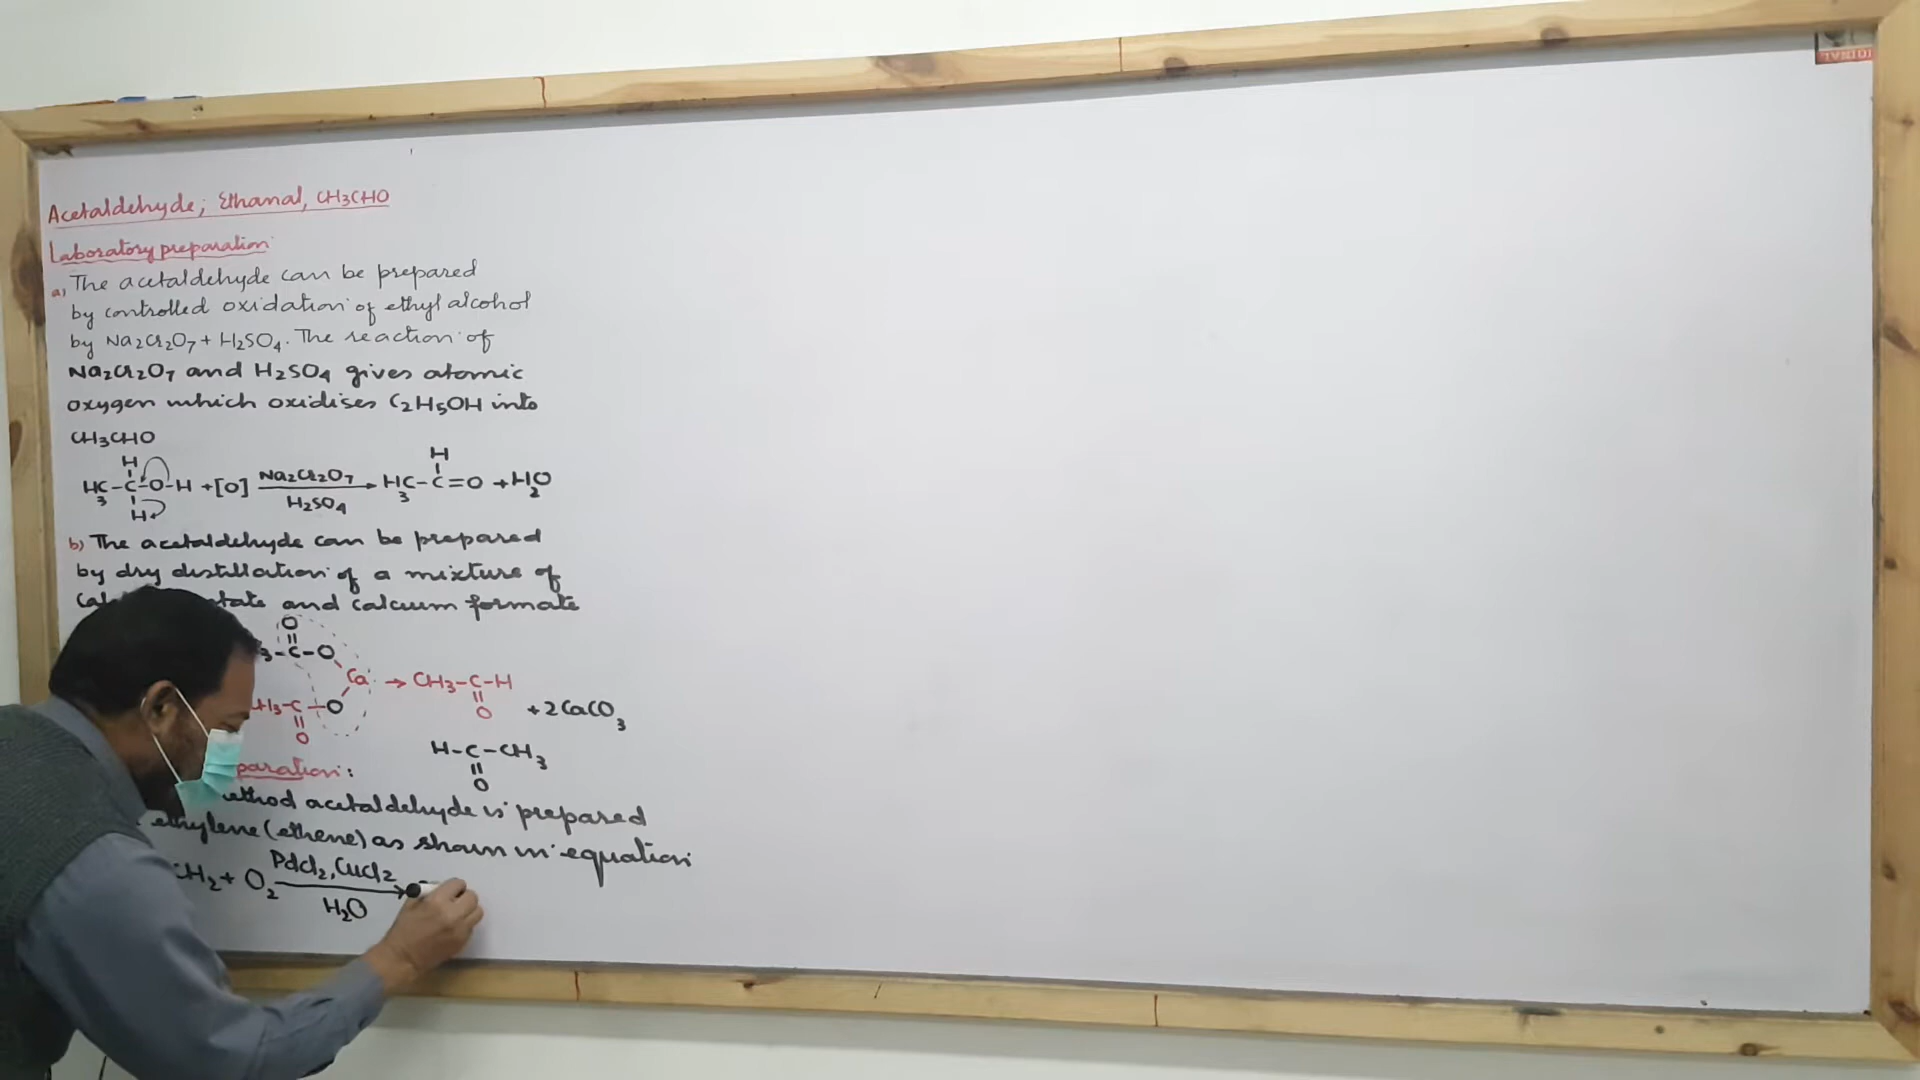 Acetaldehyde; Ethanal, CH3CHO
Laboratory preparation
a) The acetaldehyde can be prepared
by controlled oxidation of ethyl alcohol
by Na2Cr2O7 + H2SO4. The reaction of
Na2Cr2O7 and H2SO4 gives atomic
oxygen which oxidises C2H5OH into
CH3CHO
H H
H3C-C-O-H +[O] Na2Cr2O7 H2SO4 → H3C-C=O + H2O
H
b) The acetaldehyde can be prepared
by dry distillation of a mixture of
and calcium formate
O
3-C-O
Ca → CH3-C-H
H3-C-O O + 2CaCO3
O
H-C-CH3
O
paration:
acetaldehyde is prepared
ethylene (ethene) as shown in equation
CH2 + O2 PdCl2, CuCl2 H2O →